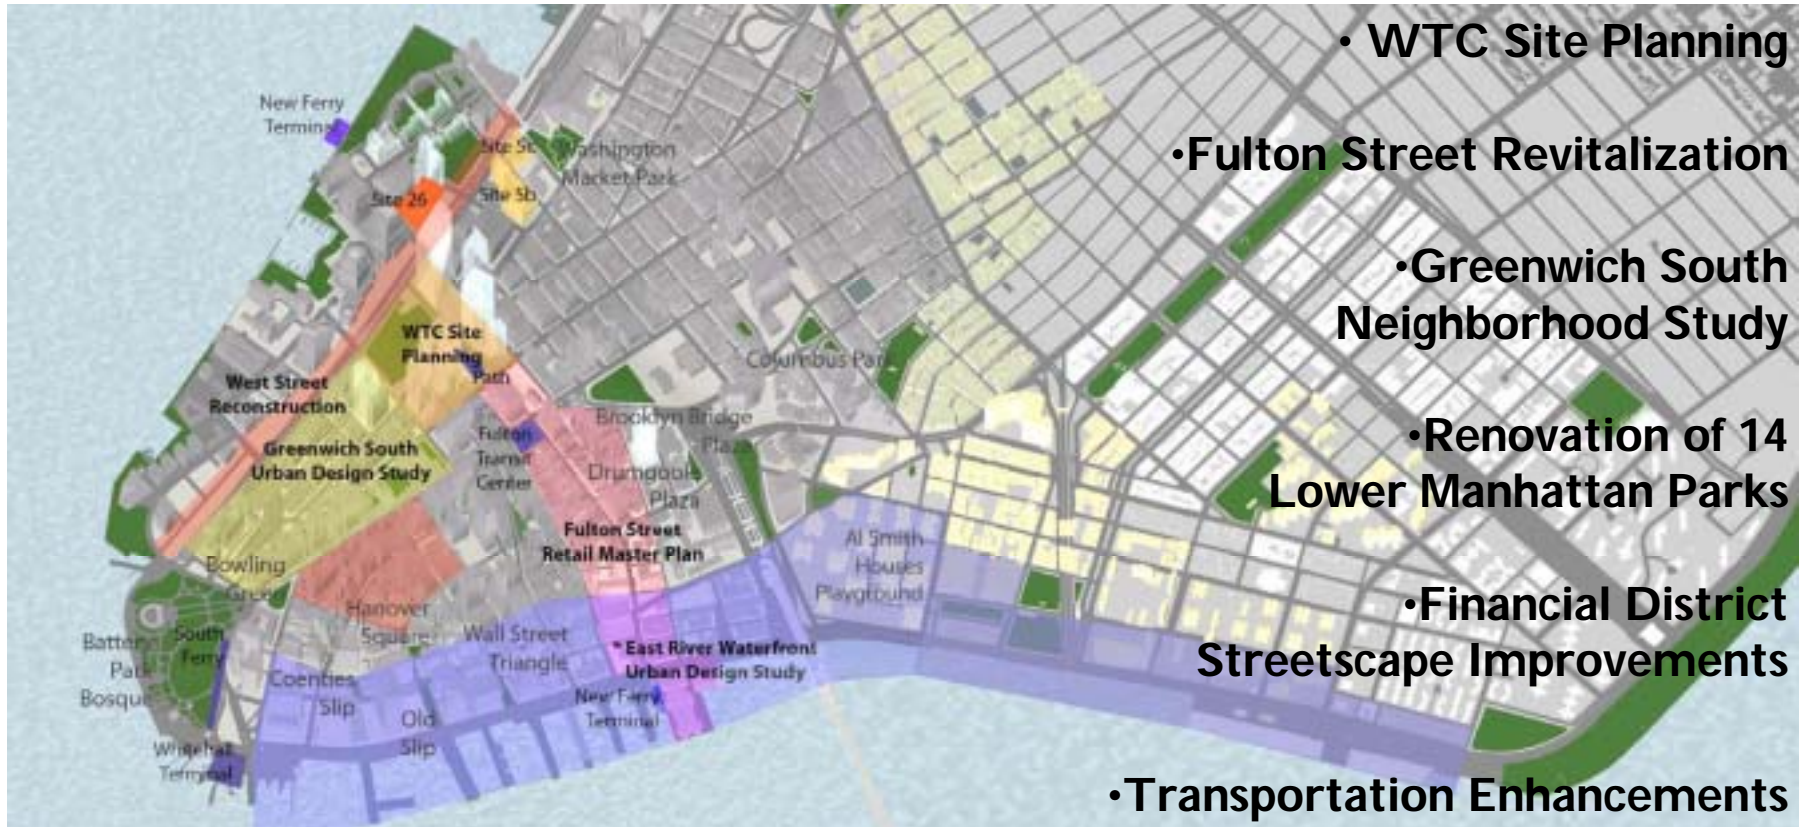 • WTC Site Planning
•Fulton Street Revitalization
•Greenwich South
Neighborhood Study
•Renovation of 14
Lower Manhattan Parks
•Financial District
Streetscape Improvements
•Transportation Enhancements
New Ferry
Terminal
Site 5c
Washington
Market Park
Site 26
Site 5b
WTC Site
Planning
Path
West Street
Reconstruction
Columbus Park
Greenwich South
Urban Design Study
Fulton
Transit
Center
Brooklyn Bridge
Plaza
Drumgoole
Plaza
Fulton Street
Retail Master Plan
Al Smith
Houses
Playground
Bowling
Green
Hanover
Square
Wall Street
Triangle
* East River Waterfront
Urban Design Study
Battery
Park
Bosque
South
Ferry
Coenties
Slip
Old
Slip
New Ferry
Terminal
Whitehall
Terminal